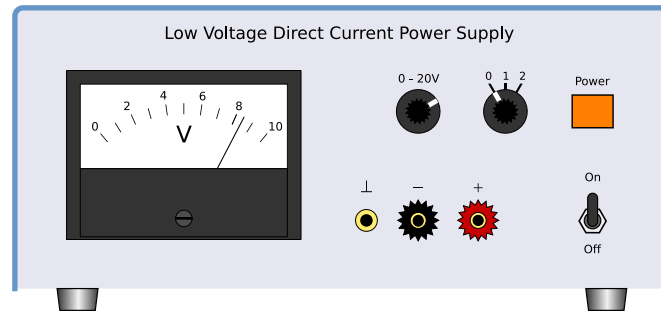 Low Voltage Direct Current Power Supply
0 2 4 6 8 10
V
0 – 20V
0 1 2
Power
⊥ − +
On
Off